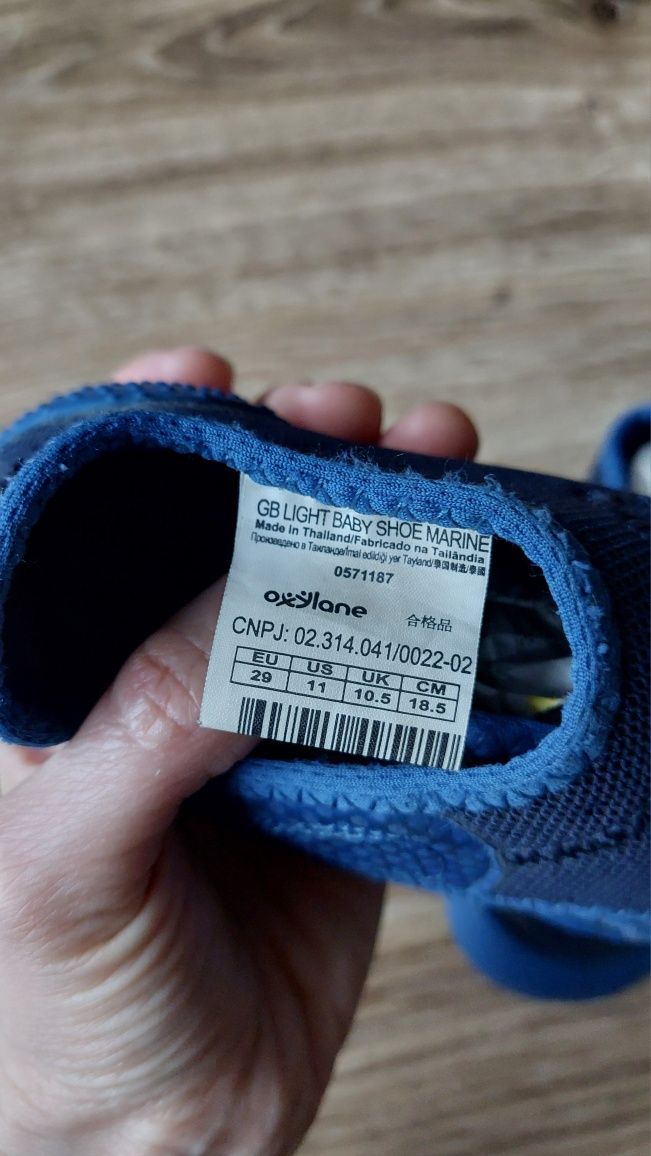 GB LIGHT BABY SHOE MARINE
Made in Thailand/Fabricado na Tailândia
Произведено в Таиланде/İmal edildiği yer Tayland/泰国制造/泰國
0571187
oxylane
合格品
CNPJ: 02.314.041/0022-02
EU US UK CM
29 11 10.5 18.5